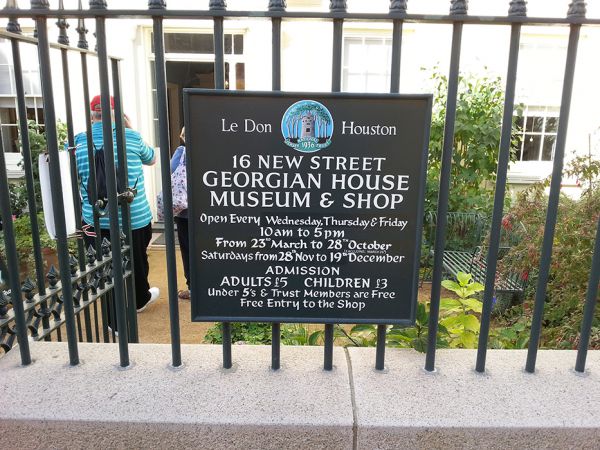 Le Don Houston
1936
16 NEW STREET
GEORGIAN HOUSE
MUSEUM & SHOP
Open Every Wednesday, Thursday & Friday
10am to 5pm
From 23rd March to 28th October
Saturdays from 28th Nov to 19th December
ADMISSION
ADULTS £5 CHILDREN £3
Under 5's & Trust Members are Free
Free Entry to the Shop